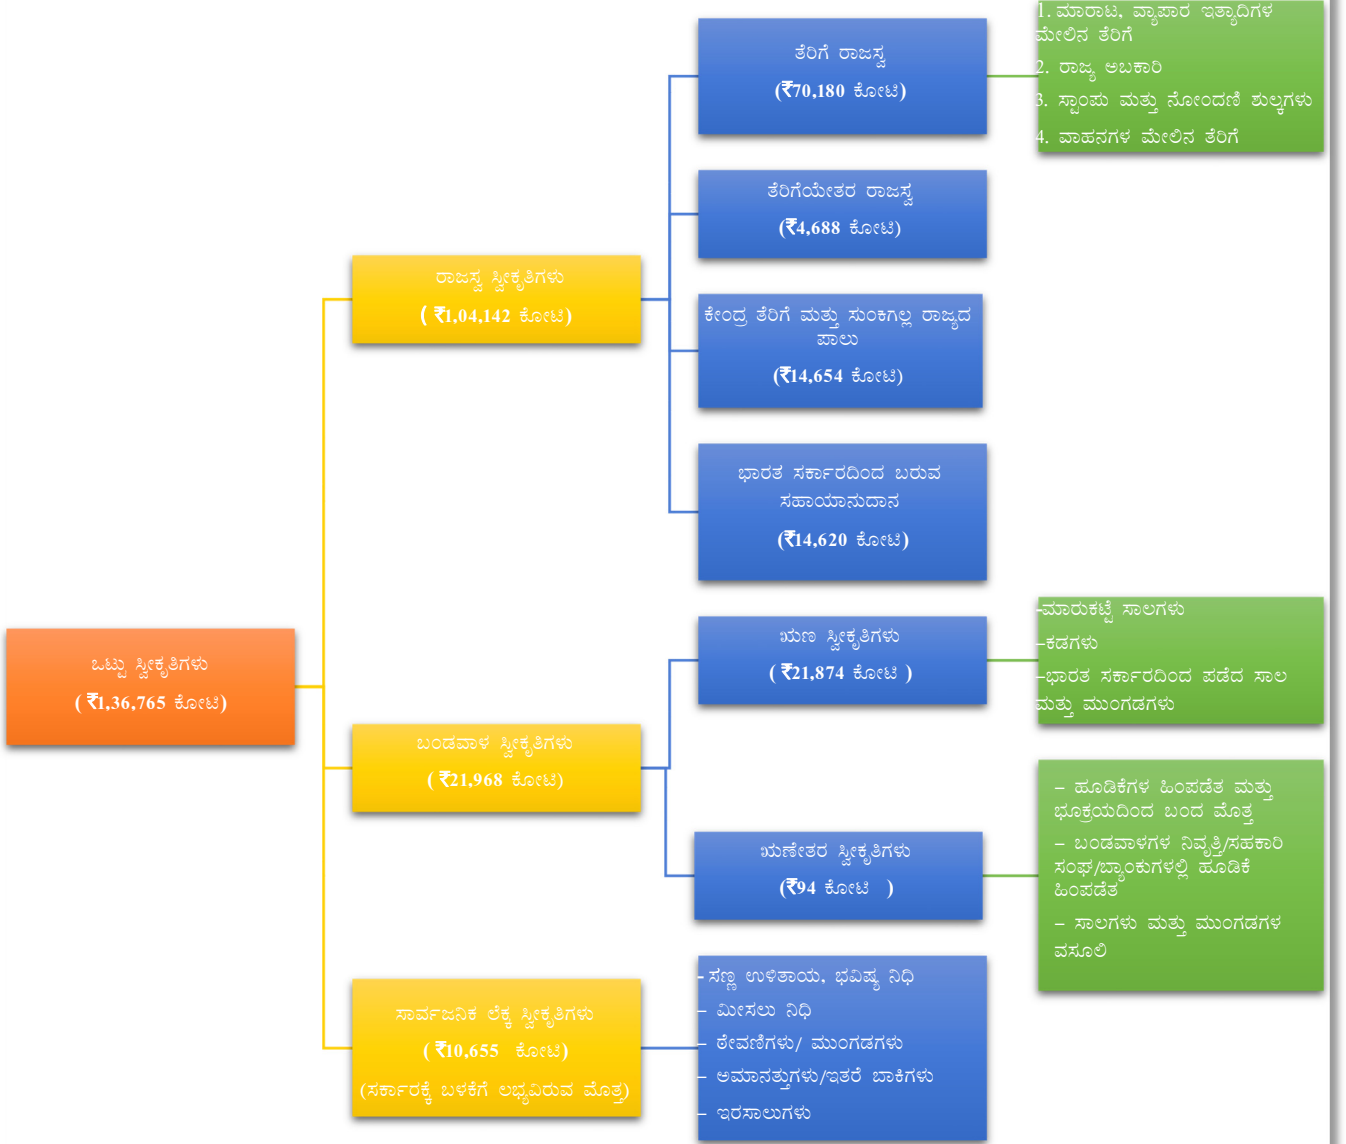 ಒಟ್ಟು ಸ್ವೀಕೃತಿಗಳು
( ₹1,36,765 ಕೋಟಿ)
ರಾಜಸ್ವ ಸ್ವೀಕೃತಿಗಳು
( ₹1,04,142 ಕೋಟಿ)
ತೆರಿಗೆ ರಾಜಸ್ವ
(₹70,180 ಕೋಟಿ)
1. ಮಾರಾಟ, ವ್ಯಾಪಾರ ಇತ್ಯಾದಿಗಳ
ಮೇಲಿನ ತೆರಿಗೆ
2. ರಾಜ್ಯ ಅಬಕಾರಿ
3. ಸ್ಟಾಂಪು ಮತ್ತು ನೋಂದಣಿ ಶುಲ್ಕಗಳು
4. ವಾಹನಗಳ ಮೇಲಿನ ತೆರಿಗೆ
ತೆರಿಗೆಯೇತರ ರಾಜಸ್ವ
(₹4,688 ಕೋಟಿ)
ಕೇಂದ್ರ ತೆರಿಗೆ ಮತ್ತು ಸುಂಕಗಿಲ್ಲ ರಾಜ್ಯದ
ಪಾಲು
(₹14,654 ಕೋಟಿ)
ಭಾರತ ಸರ್ಕಾರದಿಂದ ಬರುವ
ಸಹಾಯಾನುದಾನ
(₹14,620 ಕೋಟಿ)
ಬಂಡವಾಳ ಸ್ವೀಕೃತಿಗಳು
( ₹21,968 ಕೋಟಿ)
ಋಣ ಸ್ವೀಕೃತಿಗಳು
( ₹21,874 ಕೋಟಿ )
-ಮಾರುಕಟ್ಟೆ ಸಾಲಗಳು
–ಕಡಗಳು
–ಭಾರತ ಸರ್ಕಾರದಿಂದ ಪಡೆದ ಸಾಲ
ಮತ್ತು ಮುಂಗಡಗಳು
ಋಣೇತರ ಸ್ವೀಕೃತಿಗಳು
(₹94 ಕೋಟಿ )
– ಹೂಡಿಕೆಗಳ ಹಿಂಪಡೆತ ಮತ್ತು
ಭೂಕ್ರಯದಿಂದ ಬಂದ ಮೊತ್ತ
– ಬಂಡವಾಳಗಳ ನಿವೃತ್ತಿ/ಸಹಕಾರಿ
ಸಂಘ/ಬ್ಯಾಂಕುಗಳಲ್ಲಿ ಹೂಡಿಕೆ
ಹಿಂಪಡೆತ
– ಸಾಲಗಳು ಮತ್ತು ಮುಂಗಡಗಳ
ವಸೂಲಿ
ಸಾರ್ವಜನಿಕ ಲೆಕ್ಕ ಸ್ವೀಕೃತಿಗಳು
( ₹10,655 ಕೋಟಿ)
(ಸರ್ಕಾರಕ್ಕೆ ಬಳಕೆಗೆ ಲಭ್ಯವಿರುವ ಮೊತ್ತ)
- ಸಣ್ಣ ಉಳಿತಾಯ, ಭವಿಷ್ಯ ನಿಧಿ
– ಮೀಸಲು ನಿಧಿ
– ಠೇವಣಿಗಳು/ ಮುಂಗಡಗಳು
– ಅಮಾನತ್ತುಗಳು/ಇತರೆ ಬಾಕಿಗಳು
– ಇರಸಾಲುಗಳು